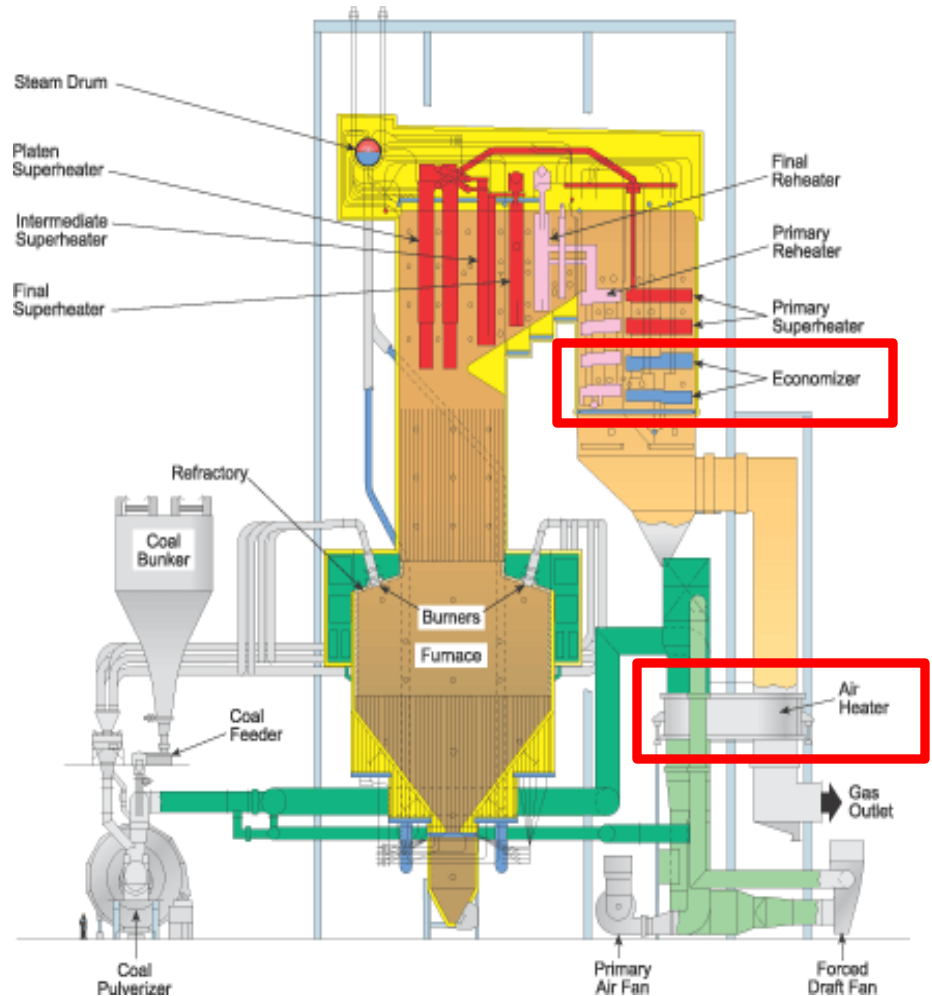 Steam Drum
Platen
Superheater
Intermediate
Superheater
Final
Superheater
Final
Reheater
Primary
Reheater
Primary
Superheater
Economizer
Refractory
Coal
Bunker
Burners
Furnace
Coal
Feeder
Air
Heater
Gas
Outlet
Coal
Pulverizer
Primary
Air Fan
Forced
Draft Fan